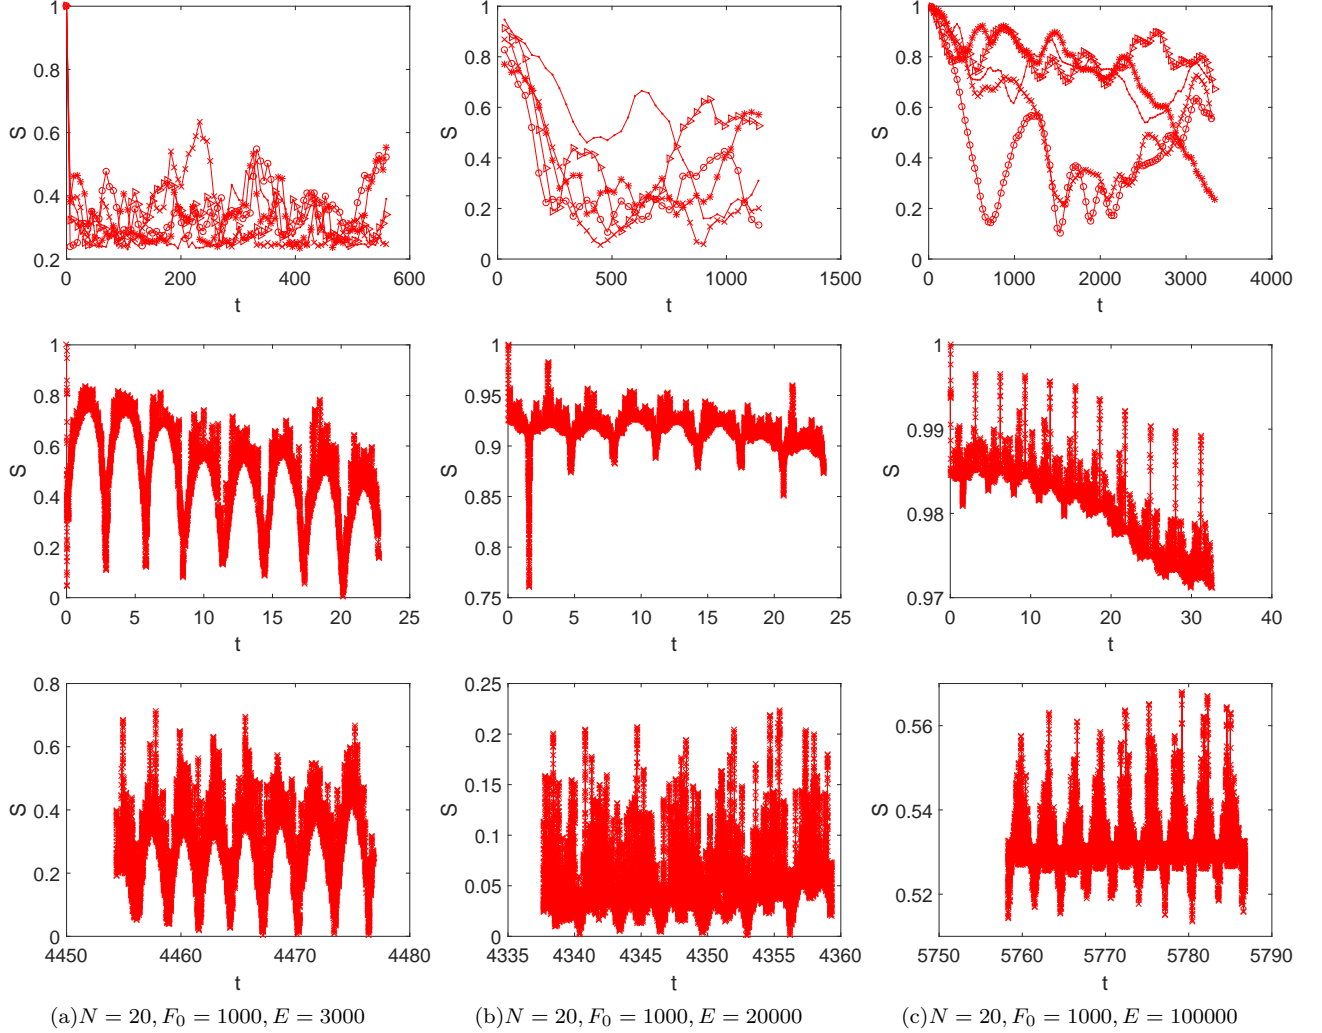 1
0.8
0.6
0.4
0.2
S
0 200 400 600
t
1
0.8
0.6
0.4
0.2
0
S
0 500 1000 1500
t
1
0.8
0.6
0.4
0.2
0
S
0 1000 2000 3000 4000
t
1
0.8
0.6
0.4
0.2
0
S
0 5 10 15 20 25
t
1
0.95
0.9
0.85
0.8
0.75
S
0 5 10 15 20 25
t
1
0.99
0.98
0.97
S
0 10 20 30 40
t
0.8
0.6
0.4
0.2
0
S
4450 4460 4470 4480
t
0.25
0.2
0.15
0.1
0.05
0
S
4335 4340 4345 4350 4355 4360
t
0.56
0.54
0.52
S
5750 5760 5770 5780 5790
t
(a)N = 20, F₀ = 1000, E = 3000
(b)N = 20, F₀ = 1000, E = 20000
(c)N = 20, F₀ = 1000, E = 100000